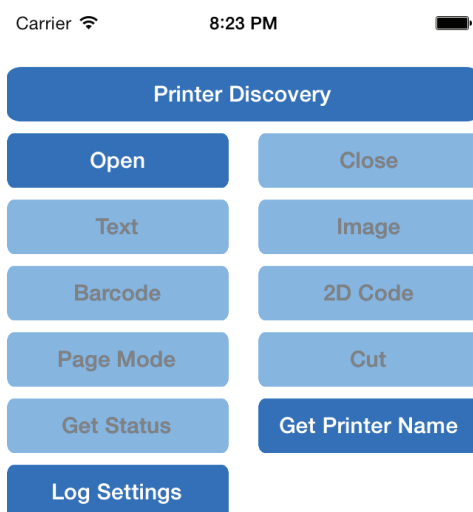 Carrier 8:23 PM
Printer Discovery
Open Close
Text Image
Barcode 2D Code
Page Mode Cut
Get Status Get Printer Name
Log Settings